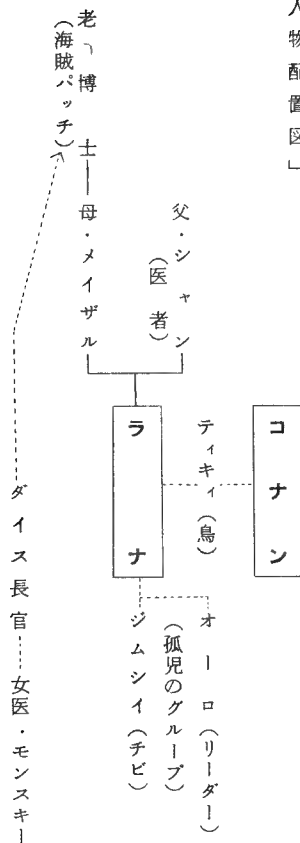 人物配置図」
コナン
ティキィ(鳥)
ラナ
父・シャン
(医者)
母・メイザル
老博士
(海賊パッチ)
オーロ(リーダー)
(孤児のグループ)
ジムシイ(チビ)
ダイス長官……女医・モンスキー